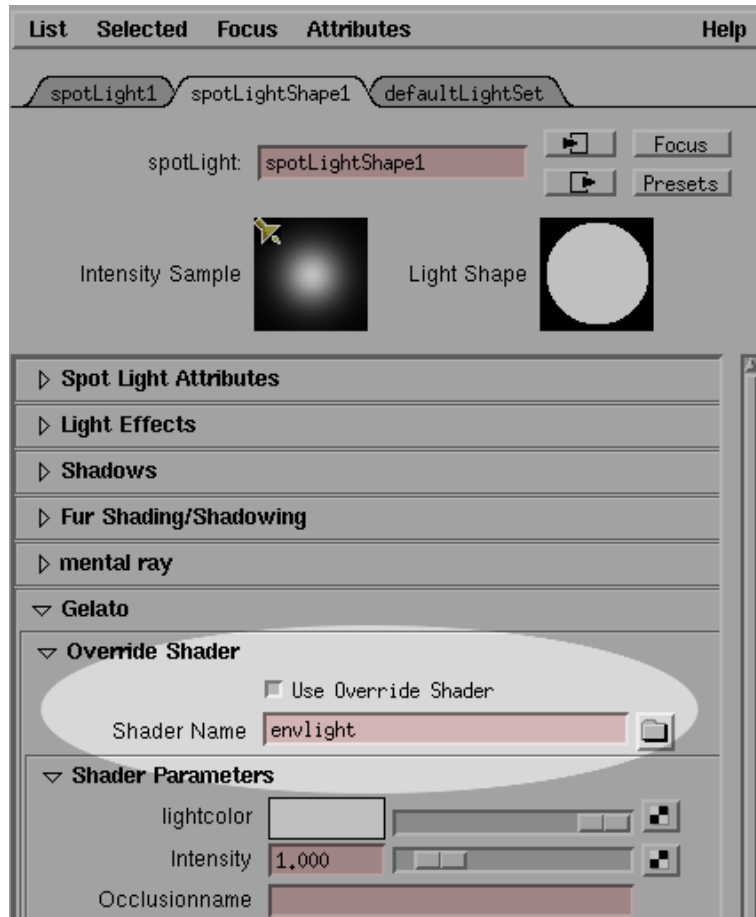 List Selected Focus Attributes Help
spotLight1 spotLightShape1 defaultLightSet
spotLight: spotLightShape1 Focus
Presets
Intensity Sample Light Shape
Spot Light Attributes
Light Effects
Shadows
Fur Shading/Shadowing
mental ray
Gelato
Override Shader
Use Override Shader
Shader Name envlight
Shader Parameters
lightcolor
Intensity 1.000
Occlusionname